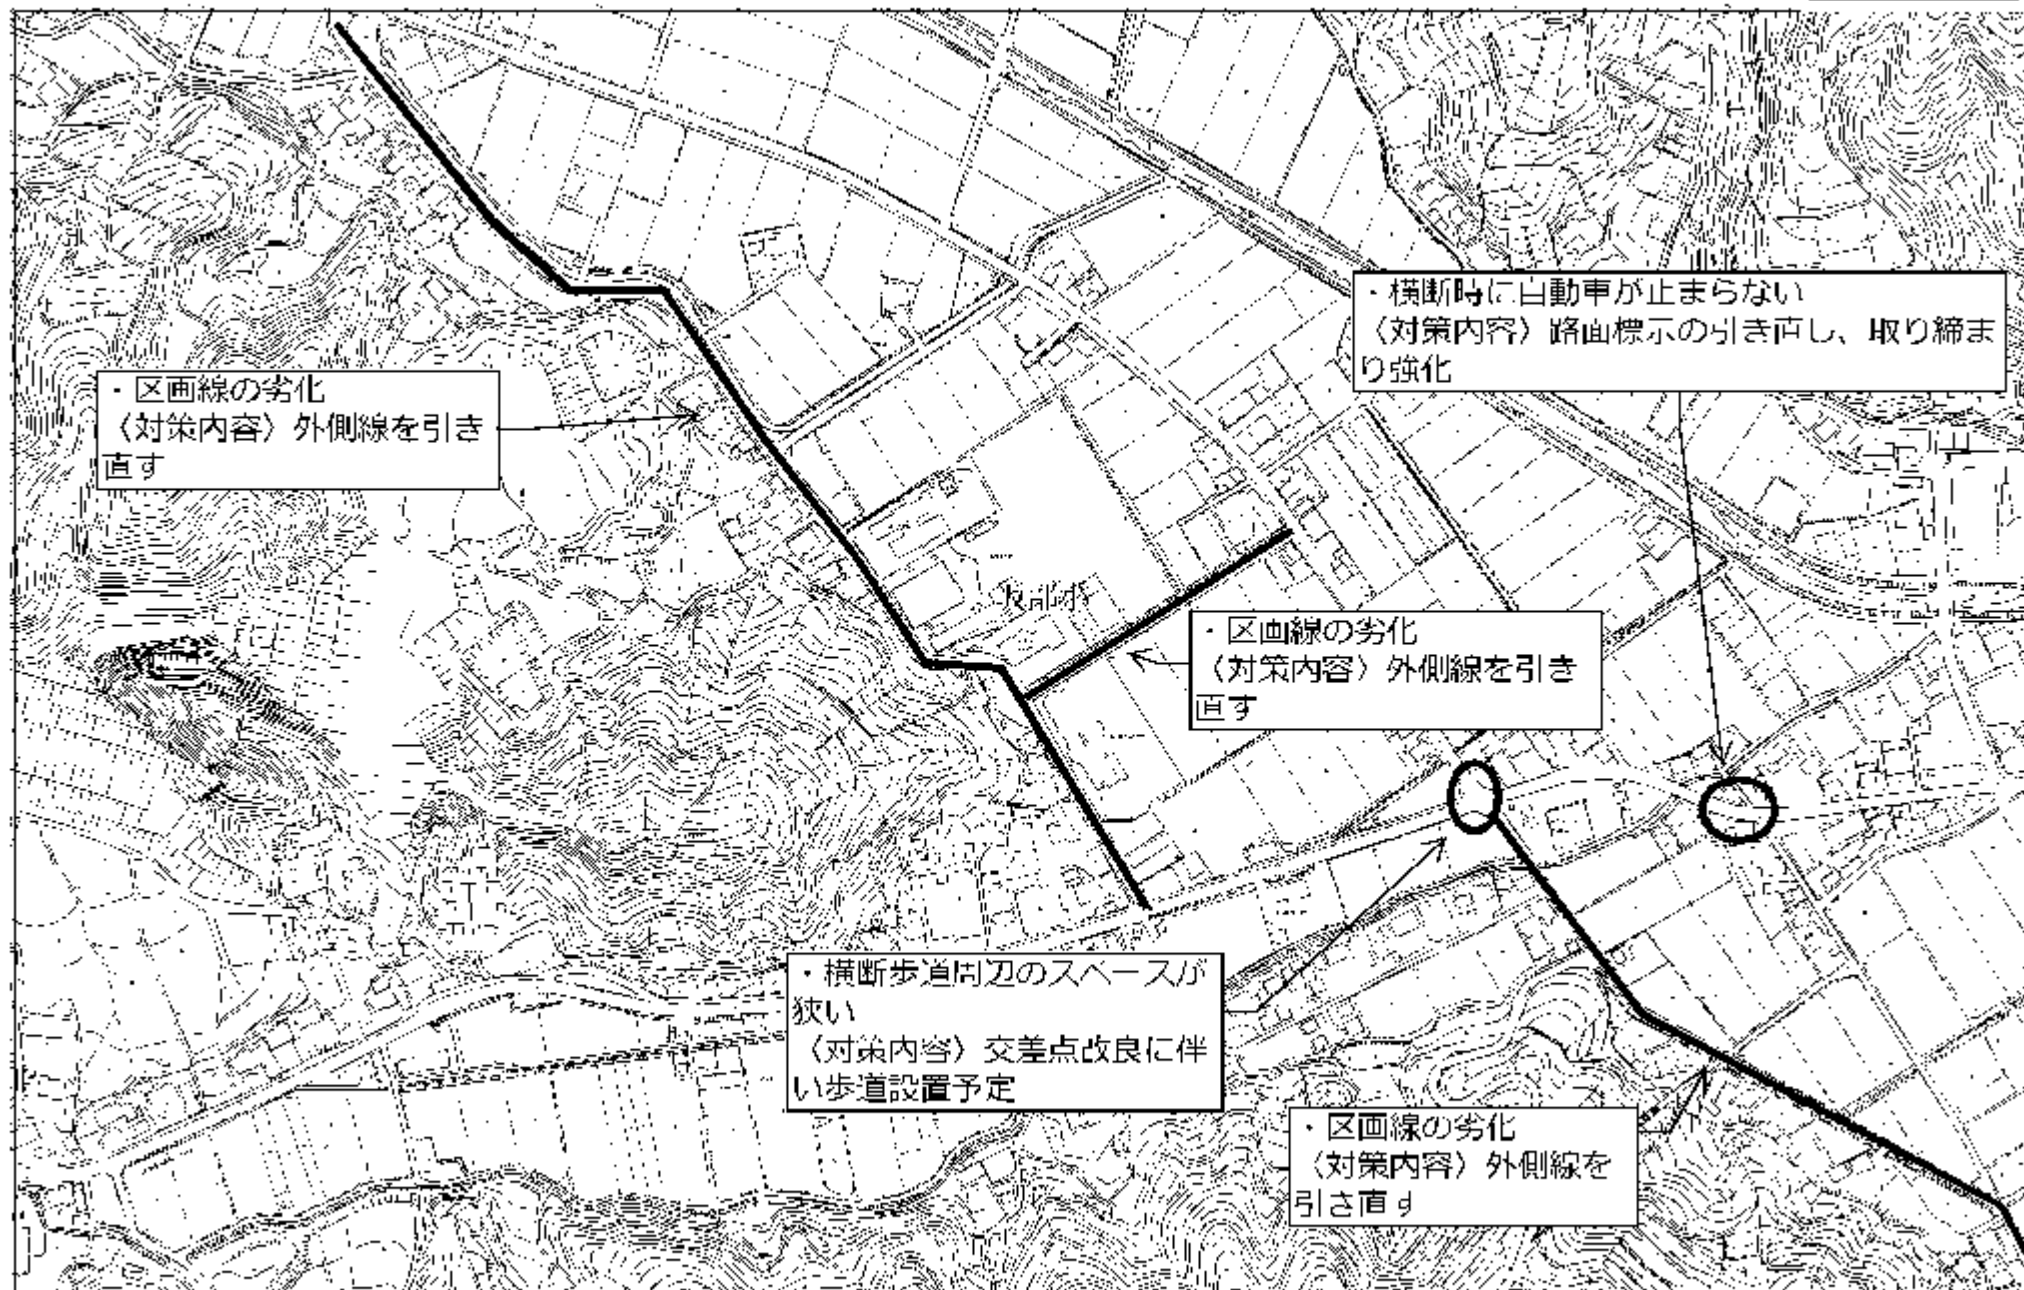 ・横断時に自動車が止まらない
（対策内容）路面標示の引き直し、取り締ま
り強化
・区画線の劣化
（対策内容）外側線を引き
直す
・区画線の劣化
（対策内容）外側線を引き
直す
・横断歩道周辺のスペースが
狭い
（対策内容）交差点改良に伴
い歩道設置予定
・区画線の劣化
（対策内容）外側線を
引き直す